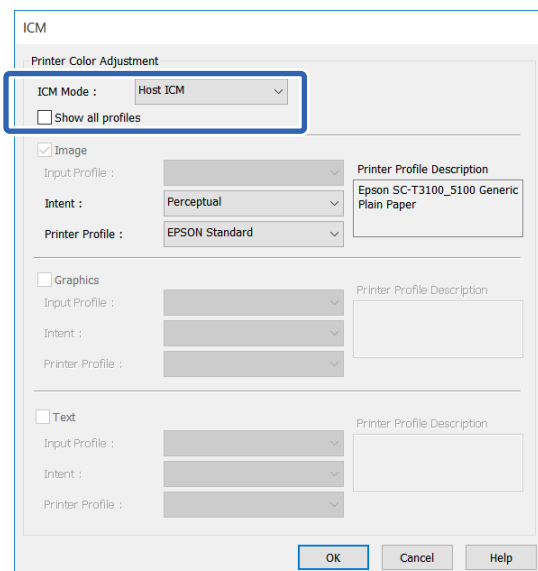 ICM
Printer Color Adjustment
ICM Mode : Host ICM
Show all profiles
Image
Input Profile : Printer Profile Description
Epson SC-T3100_5100 Generic
Plain Paper
Intent : Perceptual
Printer Profile : EPSON Standard
Graphics
Input Profile : Printer Profile Description
Intent :
Printer Profile :
Text
Printer Profile Description
Input Profile :
Intent :
Printer Profile :
OK Cancel Help